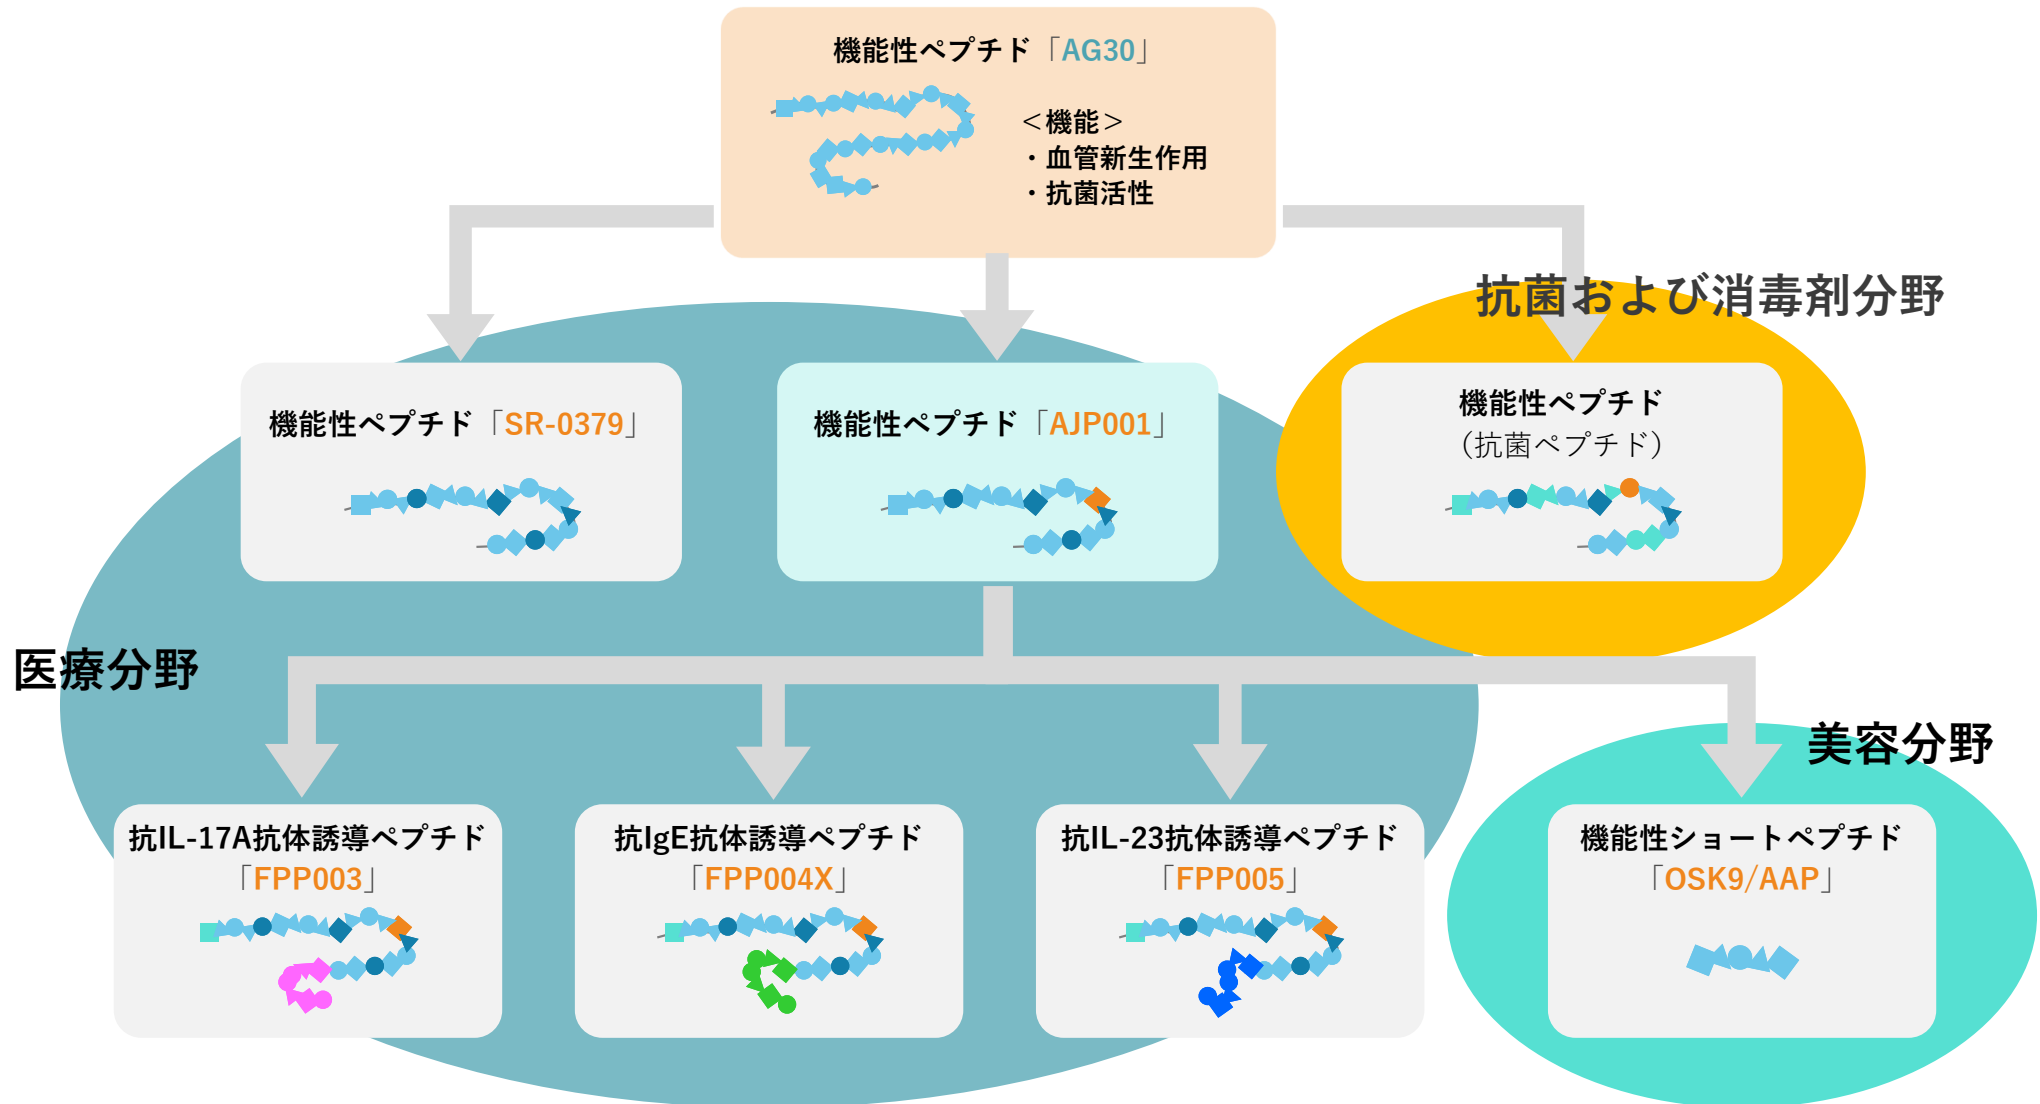 機能性ペプチド「AG30」
＜機能＞
・血管新生作用
・抗菌活性
抗菌および消毒剤分野
機能性ペプチド「SR-0379」
機能性ペプチド「AJP001」
機能性ペプチド
（抗菌ペプチド）
医療分野
美容分野
抗IL-17A抗体誘導ペプチド
「FPP003」
抗IgE抗体誘導ペプチド
「FPP004X」
抗IL-23抗体誘導ペプチド
「FPP005」
機能性ショートペプチド
「OSK9/AAP」